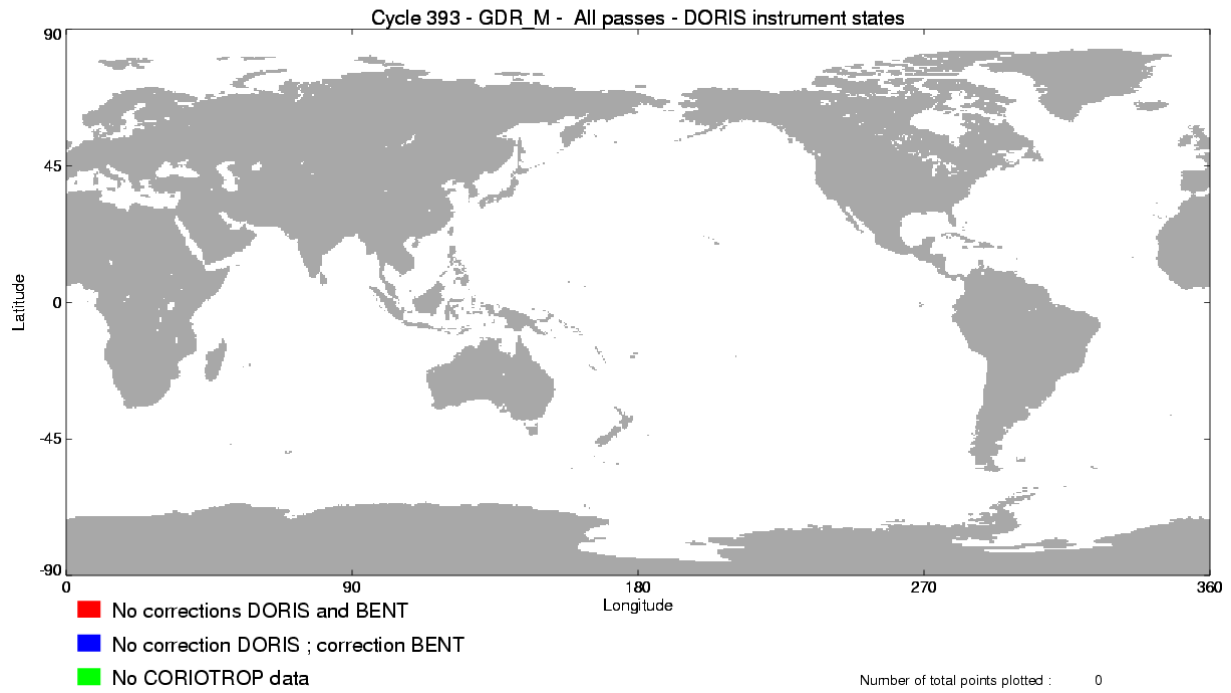 Cycle 393 - GDR_M - All passes - DORIS instrument states
90
45
0
-45
-90
Latitude
0 90 180 270 360
Longitude
No corrections DORIS and BENT
No correction DORIS ; correction BENT
No CORIOTROP data
Number of total points plotted : 0